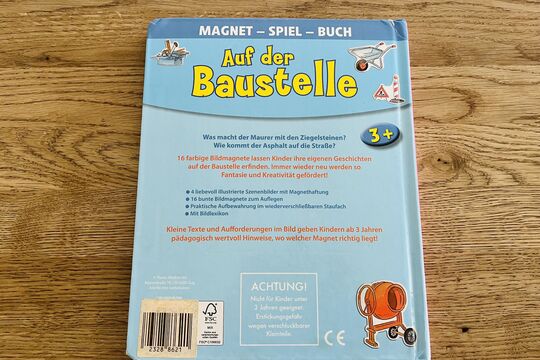 MAGNET – SPIEL – BUCH
Auf der
Baustelle
Was macht der Maurer mit den Ziegelsteinen?
Wie kommt der Asphalt auf die Straße?
3+
16 farbige Bildmagnete lassen Kinder ihre eigenen Geschichten
auf der Baustelle erfinden. Immer wieder neu werden so
Fantasie und Kreativität gefördert!
• 4 liebevoll illustrierte Szenenbilder mit Magnethaftung
• 16 bunte Bildmagnete zum Auflegen
• Praktische Aufbewahrung im wiederverschließbaren Staufach
• Mit Bildlexikon
Kleine Texte und Aufforderungen im Bild geben Kindern ab 3 Jahren
pädagogisch wertvoll Hinweise, wo welcher Magnet richtig liegt!
ACHTUNG!
Nicht für Kinder unter
3 Jahren geeignet.
Erstickungsgefahr
wegen verschluckbarer
Kleinteile.
CE
FSC
MIX
2328 8621